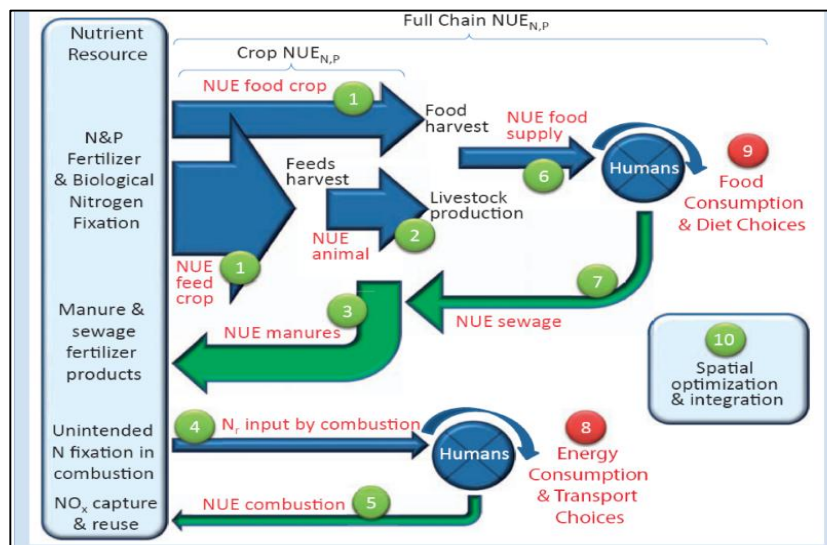 Full Chain NUE_N,P
Nutrient
Resource
Crop NUE_N,P
NUE food crop
1
Food
harvest
NUE food
supply
6
Humans
9
Food
Consumption
& Diet Choices
N&P
Fertilizer
& Biological
Nitrogen
Fixation
Feeds
harvest
Livestock
production
2
NUE
animal
1
NUE
feed
crop
7
NUE sewage
3
NUE manures
Manure &
sewage
fertilizer
products
10
Spatial
optimization
& integration
Unintended
N fixation in
combustion
4
N_r input by combustion
Humans
8
Energy
Consumption
& Transport
Choices
NO_x capture
& reuse
NUE combustion
5